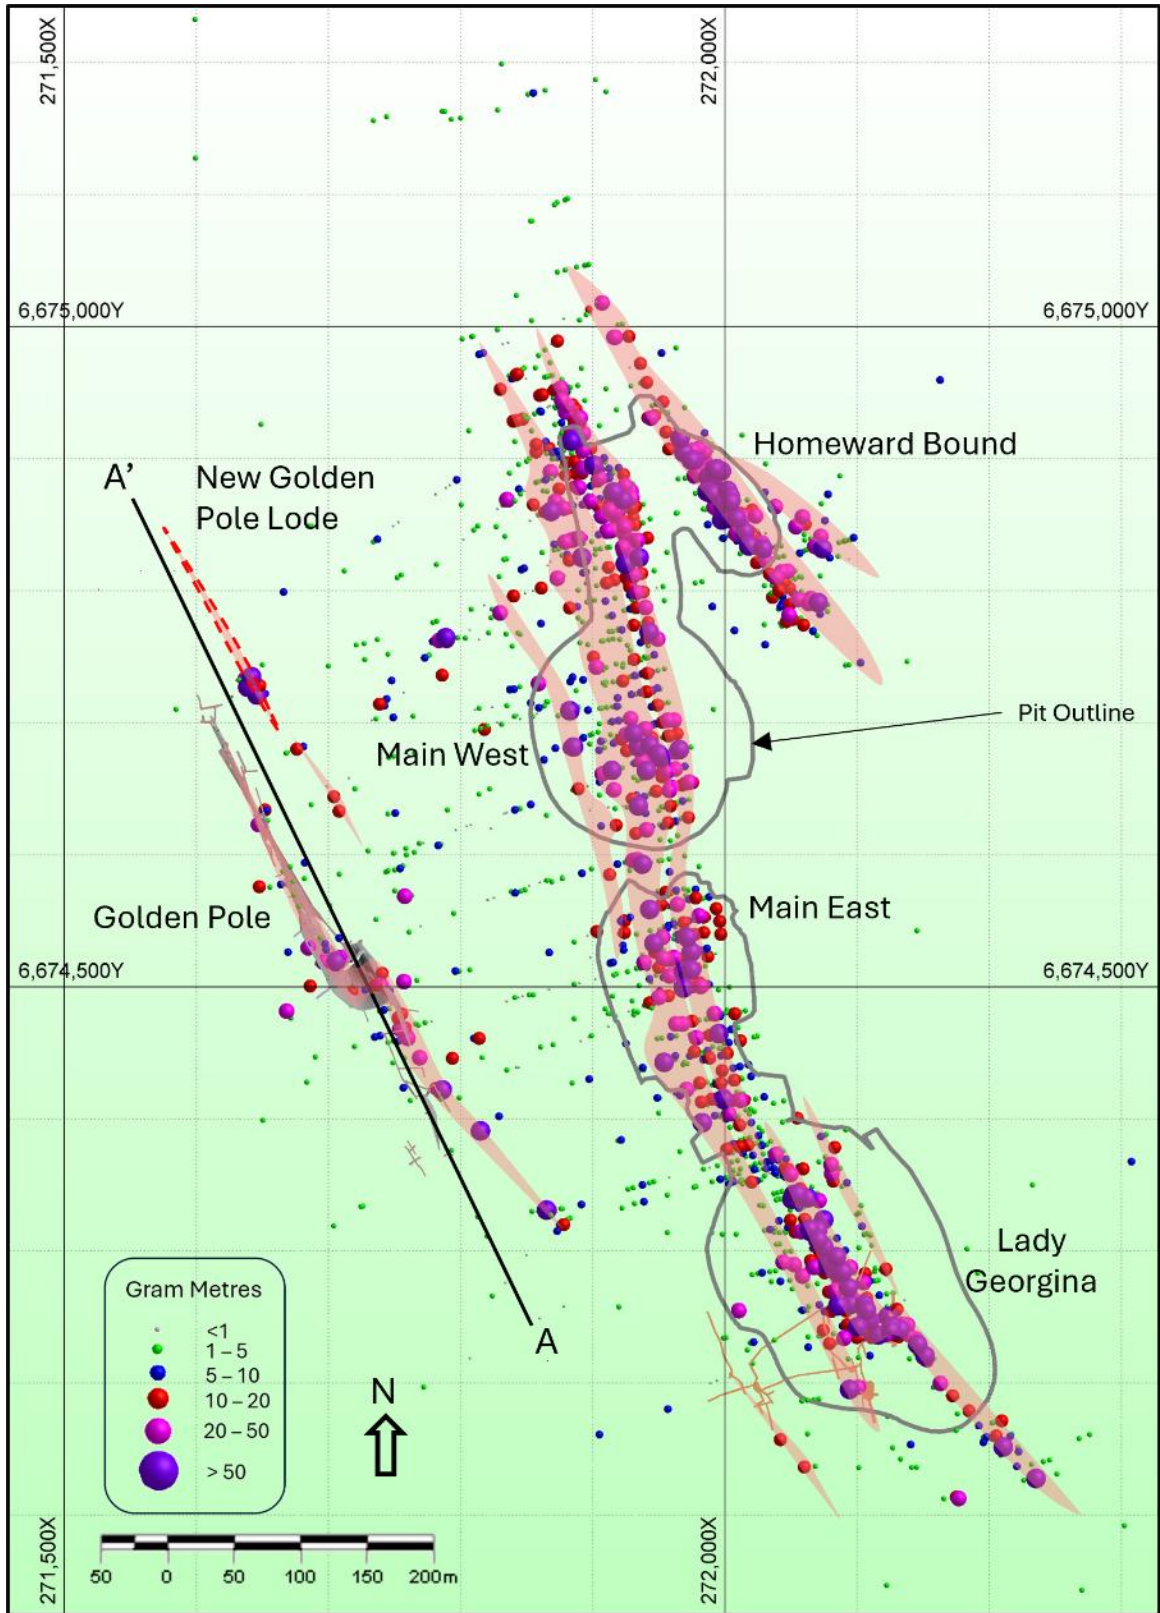 271,500X
272,000X
6,675,000Y
6,675,000Y
Homeward Bound
A'
New Golden
Pole Lode
Pit Outline
Main West
Main East
Golden Pole
6,674,500Y
6,674,500Y
Lady
Georgina
Gram Metres
<1
1 – 5
5 – 10
10 – 20
20 – 50
> 50
A
N
50 0 50 100 150 200m
271,500X
272,000X